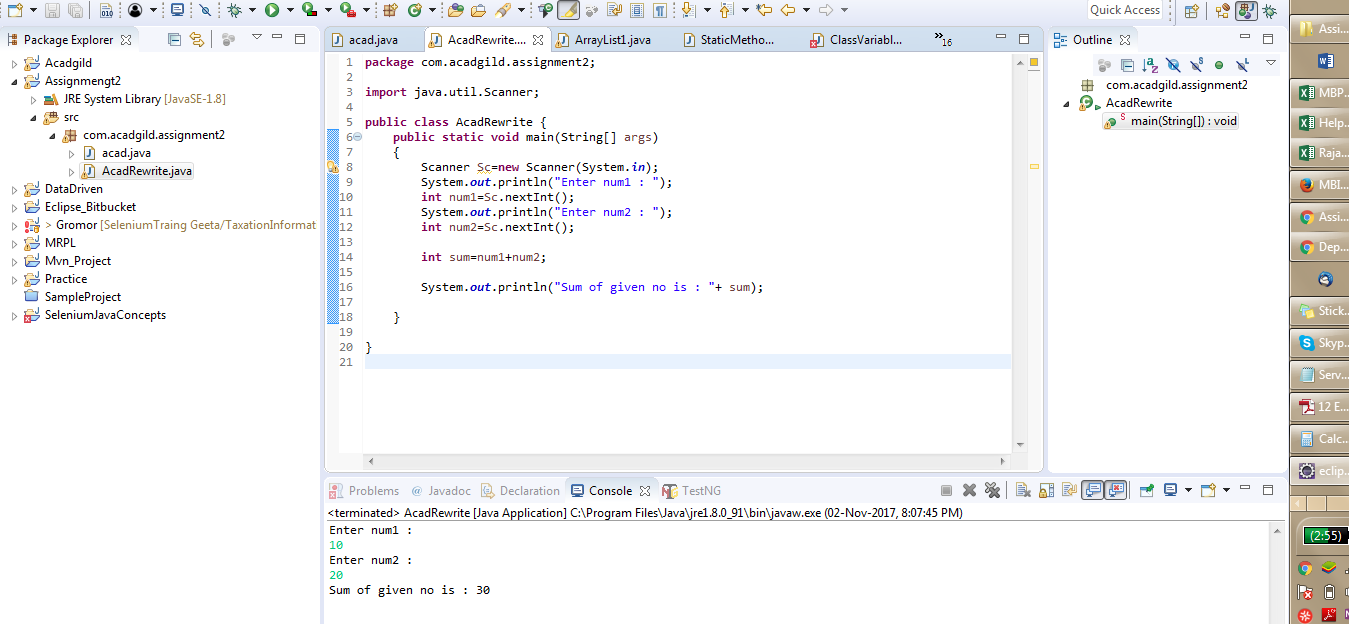 Quick Access
Package Explorer
Acadgild
Assignmengt2
JRE System Library [JavaSE-1.8]
src
com.acadgild.assignment2
acad.java
AcadRewrite.java
DataDriven
Eclipse_Bitbucket
> Gromor [SeleniumTraing Geeta/TaxationInformat
MRPL
Mvn_Project
Practice
SampleProject
SeleniumJavaConcepts
acad.java
AcadRewrite....
ArrayList1.java
StaticMetho...
ClassVariabl...
»16
1 package com.acadgild.assignment2;
2
3 import java.util.Scanner;
4
5 public class AcadRewrite {
6 public static void main(String[] args)
7 {
8 Scanner Sc=new Scanner(System.in);
9 System.out.println("Enter num1 : ");
10 int num1=Sc.nextInt();
11 System.out.println("Enter num2 : ");
12 int num2=Sc.nextInt();
13
14 int sum=num1+num2;
15
16 System.out.println("Sum of given no is : "+ sum);
17
18 }
19
20 }
21
Outline
com.acadgild.assignment2
AcadRewrite
main(String[]) : void
Problems
@ Javadoc
Declaration
Console
TestNG
<terminated> AcadRewrite [Java Application] C:\Program Files\Java\jre1.8.0_91\bin\javaw.exe (02-Nov-2017, 8:07:45 PM)
Enter num1 :
10
Enter num2 :
20
Sum of given no is : 30
Assi...
MBP...
Help...
Raja...
MBI...
Assi...
Dep...
Stick...
Skyp...
Serv...
12 E...
Calc...
eclip...
(2:55)